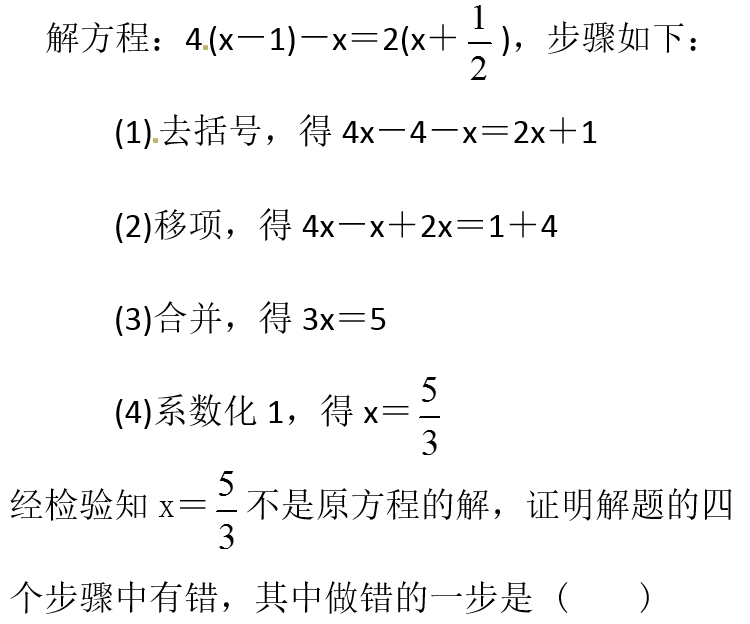 解方程：4.(x－1)－x＝2(x＋1/2)，步骤如下：
(1).去括号，得 4x－4－x＝2x＋1
(2)移项，得 4x－x＋2x＝1＋4
(3)合并，得 3x＝5
(4)系数化 1，得 x＝5/3
经检验知 x＝5/3 不是原方程的解，证明解题的四
个步骤中有错，其中做错的一步是（　　）